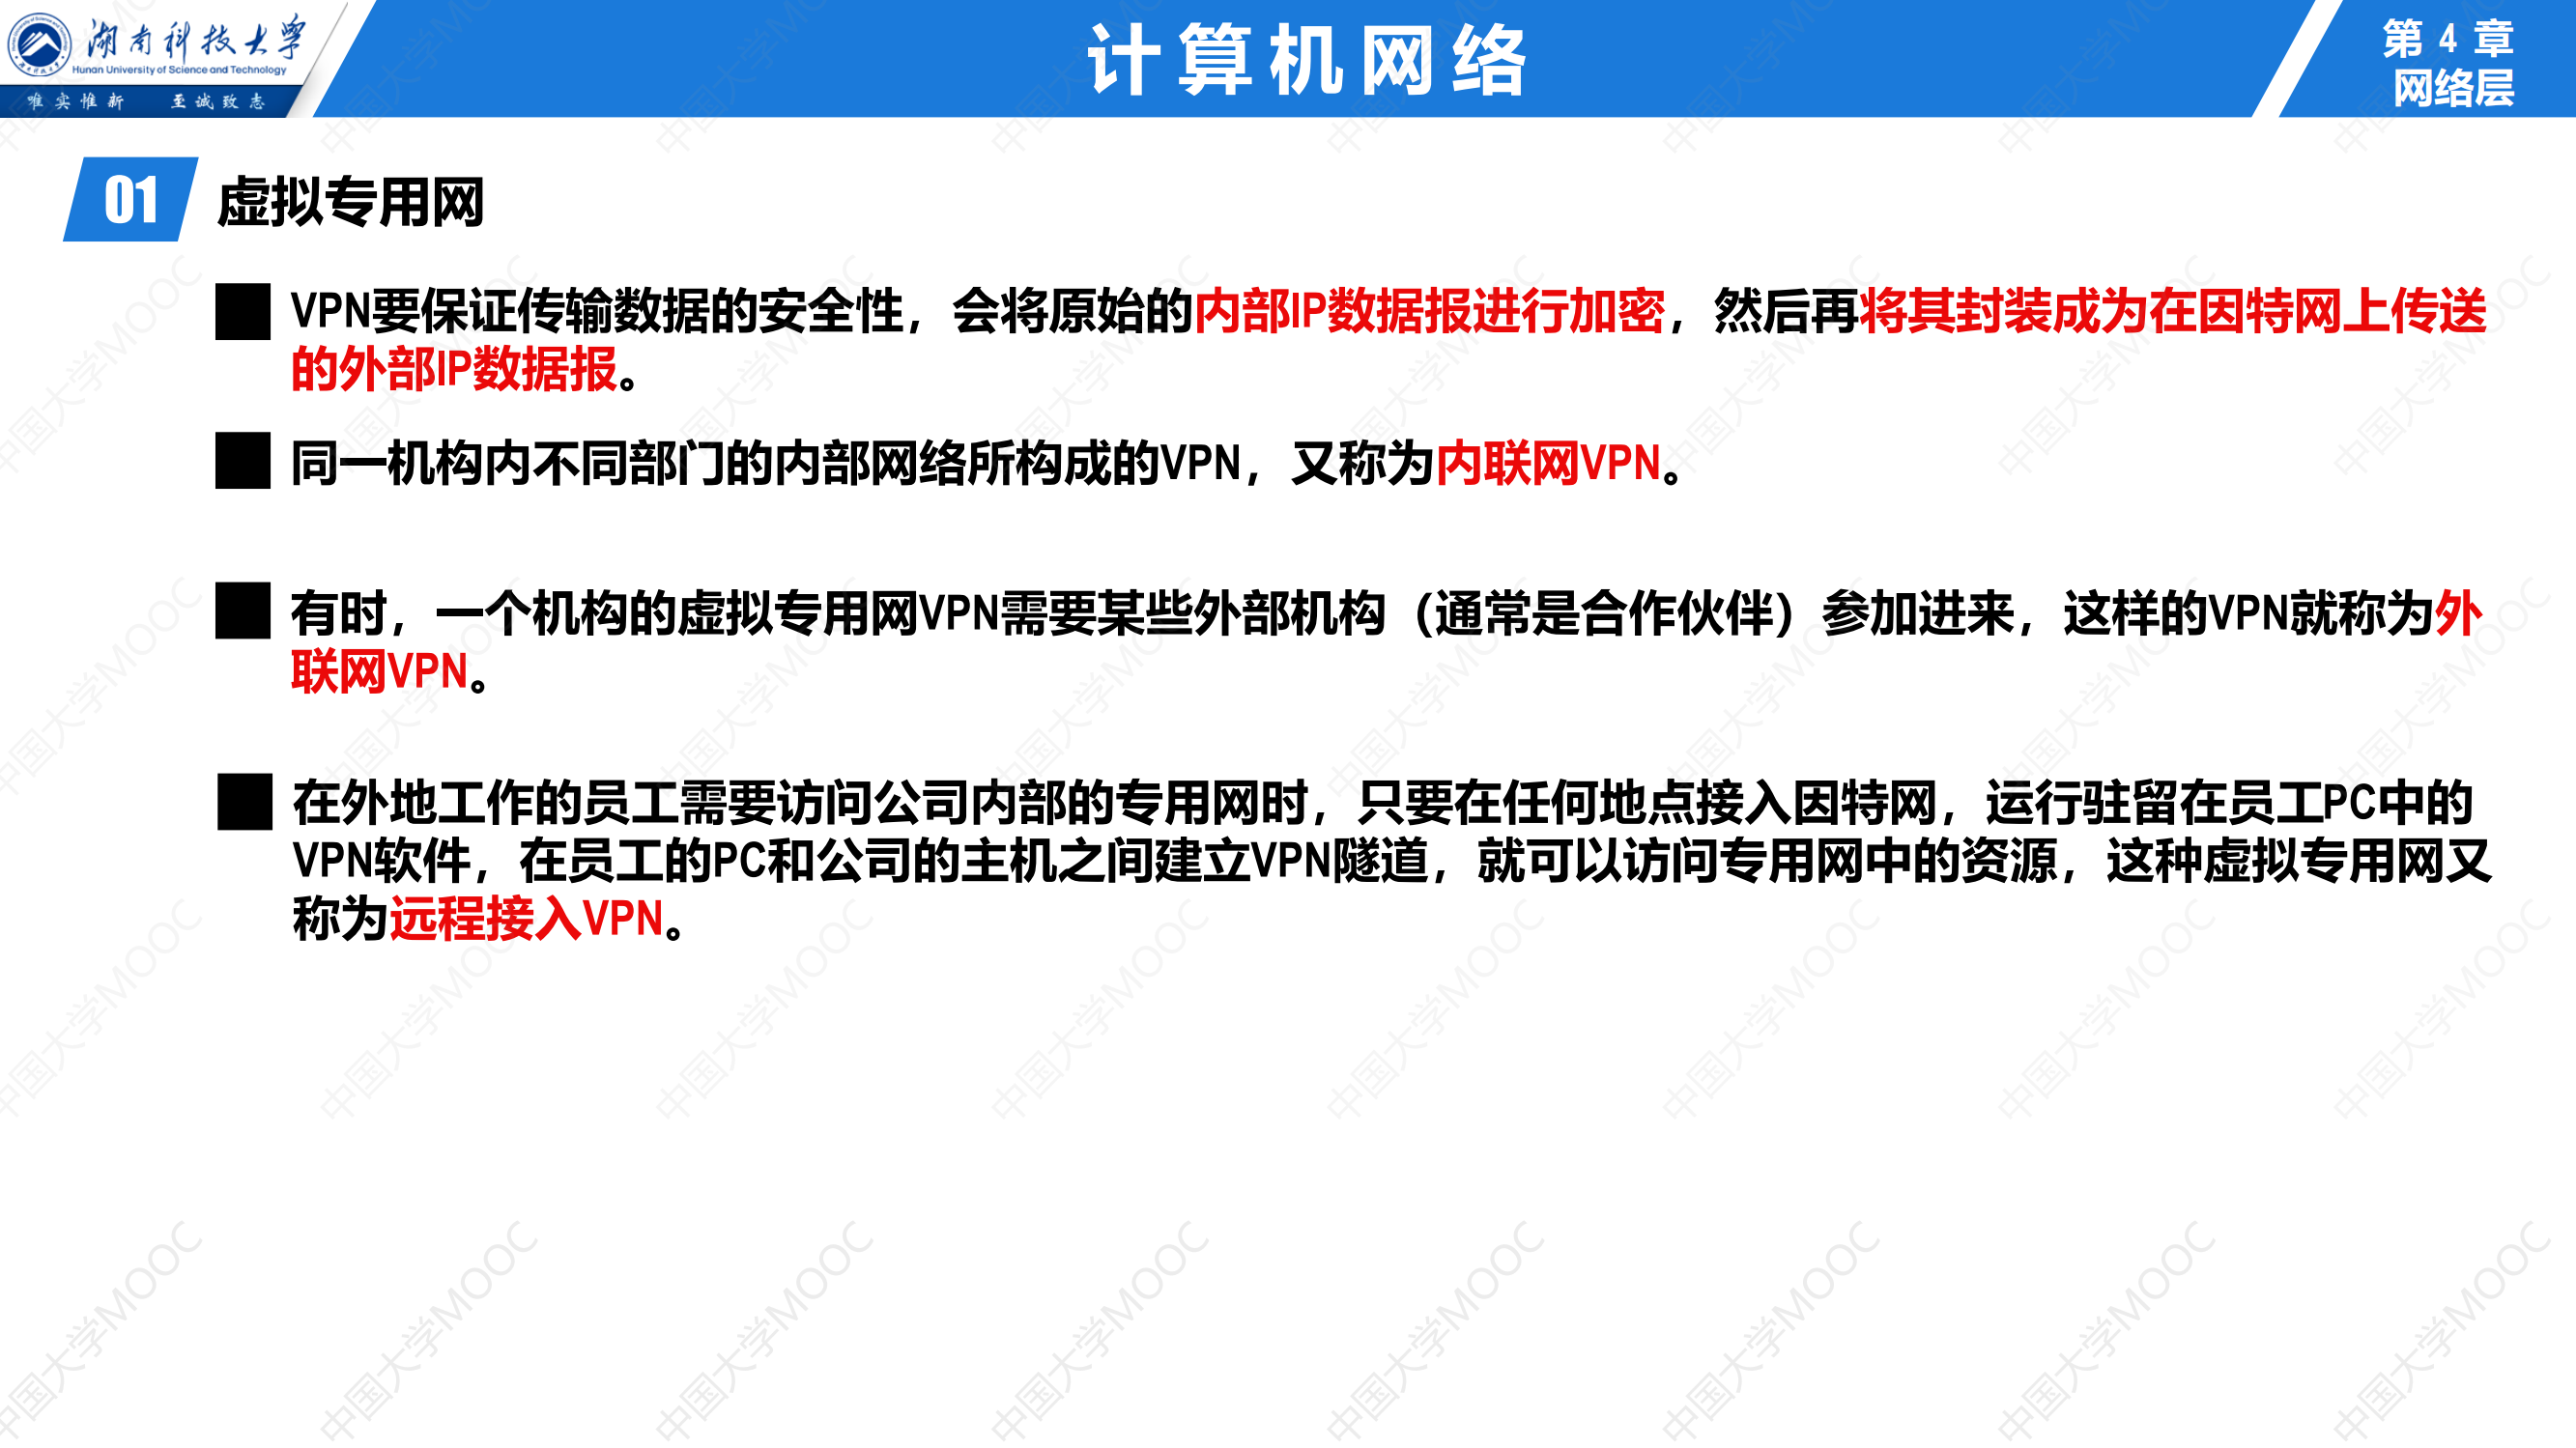 湖南科技大学
Hunan University of Science and Technology
唯实惟新 至诚致志
计算机网络
第 4 章
网络层
01 虚拟专用网
VPN要保证传输数据的安全性，会将原始的内部IP数据报进行加密，然后再将其封装成为在因特网上传送
的外部IP数据报。
同一机构内不同部门的内部网络所构成的VPN，又称为内联网VPN。
有时，一个机构的虚拟专用网VPN需要某些外部机构（通常是合作伙伴）参加进来，这样的VPN就称为外
联网VPN。
在外地工作的员工需要访问公司内部的专用网时，只要在任何地点接入因特网，运行驻留在员工PC中的
VPN软件，在员工的PC和公司的主机之间建立VPN隧道，就可以访问专用网中的资源，这种虚拟专用网又
称为远程接入VPN。
中国大学MOOC